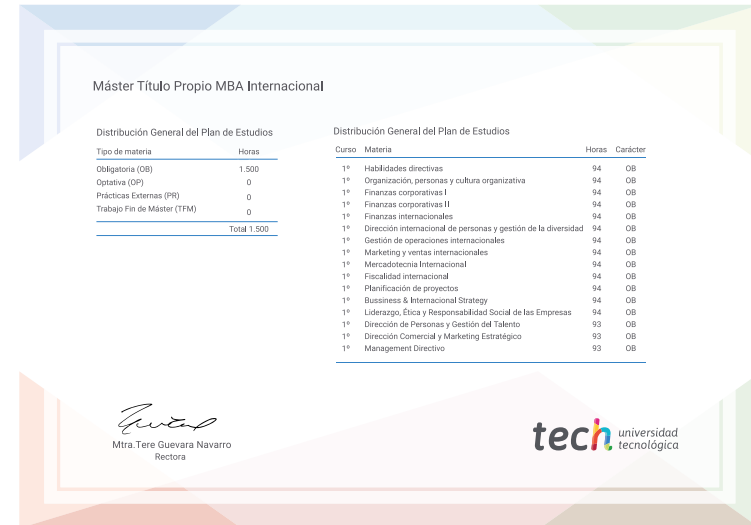 Máster Título Propio MBA Internacional
Distribución General del Plan de Estudios
Tipo de materia Horas
Obligatoria (OB) 1.500
Optativa (OP) 0
Prácticas Externas (PR) 0
Trabajo Fin de Máster (TFM) 0
Total 1.500
Distribución General del Plan de Estudios
Curso Materia Horas Carácter
1º Habilidades directivas 94 OB
1º Organización, personas y cultura organizativa 94 OB
1º Finanzas corporativas I 94 OB
1º Finanzas corporativas II 94 OB
1º Finanzas internacionales 94 OB
1º Dirección internacional de personas y gestión de la diversidad 94 OB
1º Gestión de operaciones internacionales 94 OB
1º Marketing y ventas internacionales 94 OB
1º Mercadotecnia Internacional 94 OB
1º Fiscalidad internacional 94 OB
1º Planificación de proyectos 94 OB
1º Bussiness & Internacional Strategy 94 OB
1º Liderazgo, Ética y Responsabilidad Social de las Empresas 94 OB
1º Dirección de Personas y Gestión del Talento 93 OB
1º Dirección Comercial y Marketing Estratégico 93 OB
1º Management Directivo 93 OB
Mtra.Tere Guevara Navarro
Rectora
tech universidad
tecnológica